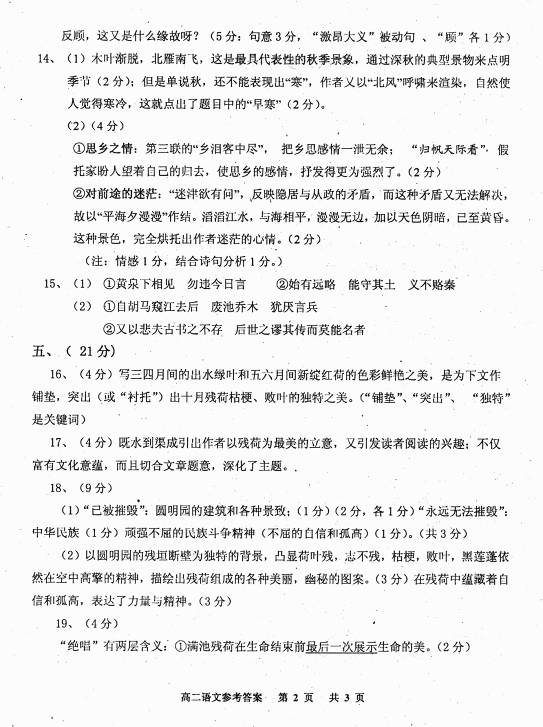 反顾，这又是什么缘故呀？（5 分：句意 3 分，“激昂大义”被动句 、“顾”各 1 分）
14、（1）木叶渐脱，北雁南飞，这是最具代表性的秋季景象，通过深秋的典型景物来点明
季节（2 分）；但是单说秋，还不能表现出“寒”，作者又以“北风”呼啸来渲染，自然使
人觉得寒冷，这就点出了题目中的“早寒”（2 分）。
（2）（4 分）
①思乡之情：第三联的“乡泪客中尽”， 把乡思感情一泄无余； “归帆天际看”，假
托家盼人望着自己的归去，使思乡的感情，抒发得更为强烈了。（2 分）
②对前途的迷茫：“迷津欲有问”，反映隐居与从政的矛盾，而这种矛盾又无法解决，
故以“平海夕漫漫”作结。滔滔江水，与海相平，漫漫无边，加以天色阴暗，已至黄昏。
这种景色，完全烘托出作者迷茫的心情。（2 分）
（注：情感 1 分，结合诗句分析 1 分。）
15、（1） ①黄泉下相见 勿违今日言 ②始有远略 能守其土 义不赂秦
（2） ①自胡马窥江去后 废池乔木 犹厌言兵
②又以悲夫古书之不存 后世之谬其传而莫能名者
五、（ 21 分）
16、（4 分）写三四月间的出水绿叶和五六月间新绽红荷的色彩鲜艳之美，是为下文作
铺垫，突出（或“衬托”）出十月残荷枯梗、败叶的独特之美。（“铺垫”、“突出”、 “独特”
是关键词）
17、（4 分）既水到渠成引出作者以残荷为最美的立意，又引发读者阅读的兴趣；不仅
富有文化意蕴，而且切合文章题意，深化了主题。
18、（9 分）
（1）“已被摧毁”：圆明园的建筑和各种景致；（1 分）（2 分，各 1 分）“永远无法摧毁”：
中华民族（1 分）顽强不屈的民族斗争精神（不屈的自信和孤高）（1 分）。（共 3 分）
（2）以圆明园的残垣断壁为独特的背景，凸显荷叶残，志不残，枯梗，败叶，黑莲蓬依
然在空中高擎的精神，描绘出残荷组成的各种美丽，幽秘的图案。（3 分）在残荷中蕴藏着自
信和孤高，表达了力量与精神。（3 分）
19、（4 分）
“绝唱”有两层含义：①满池残荷在生命结束前最后一次展示生命的美。（2 分）
高二语文参考答案 第 2 页 共 3 页